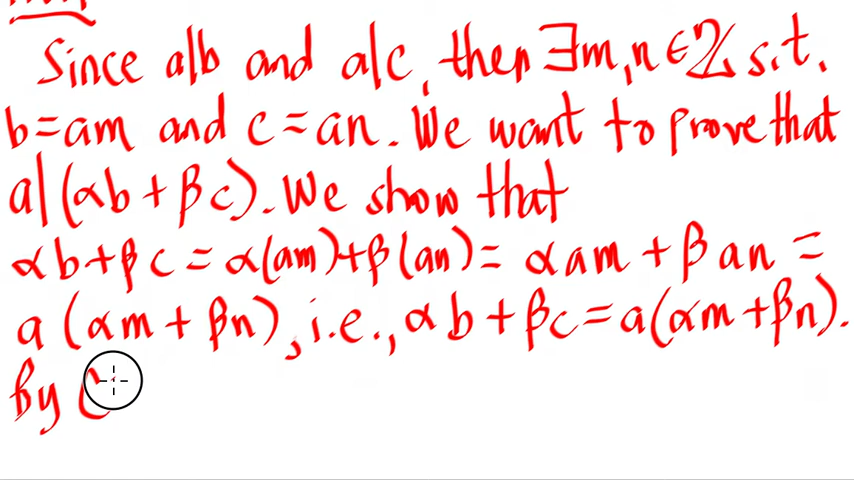 Since a|b and a|c, then ∃m,n∈ℤ s.t.
b=am and c=an. We want to prove that
a|(αb+βc). We show that
αb+βc=α(am)+β(an)=αam+βan=
a(αm+βn), i.e., αb+βc=a(αm+βn).
by